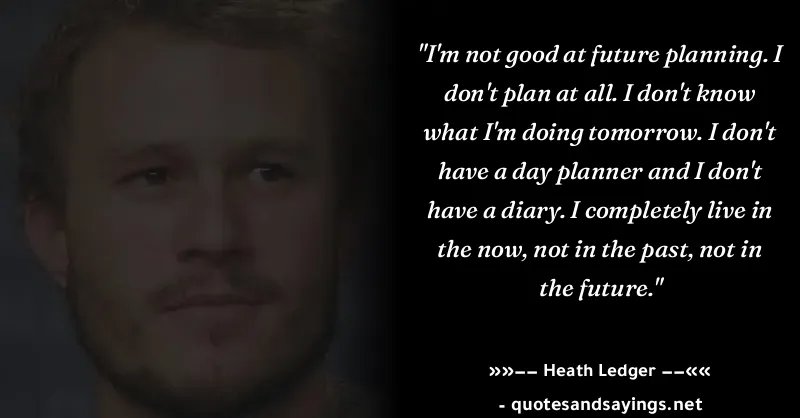 "I'm not good at future planning. I
don't plan at all. I don't know
what I'm doing tomorrow. I don't
have a day planner and I don't
have a diary. I completely live in
the now, not in the past, not in
the future."
»»–– Heath Ledger ––««
- quotesandsayings.net